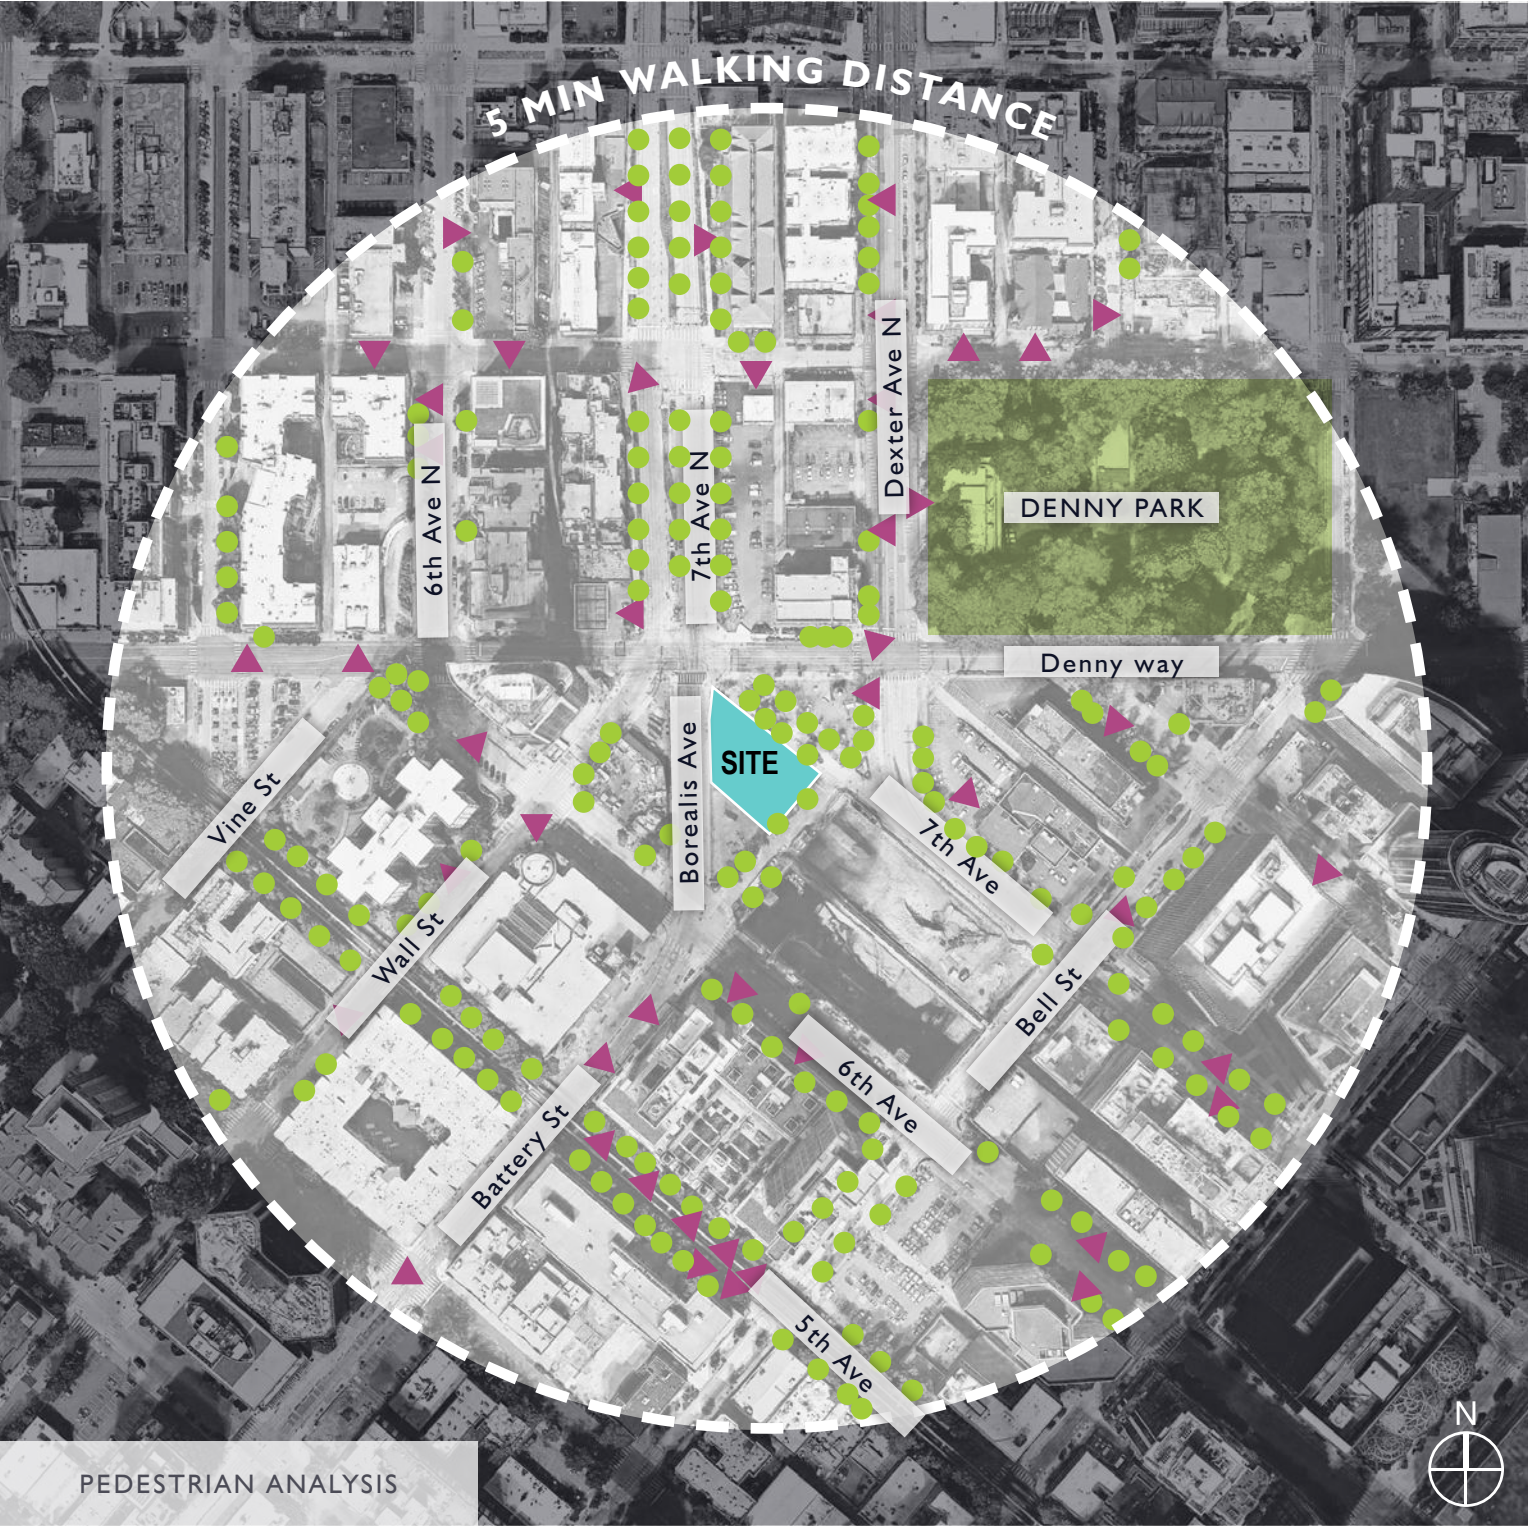 5 MIN WALKING DISTANCE
Dexter Ave N
6th Ave N
7th Ave N
DENNY PARK
Denny way
Borealis Ave
SITE
Vine St
7th Ave
Wall St
Bell St
6th Ave
Battery St
5th Ave
N
PEDESTRIAN ANALYSIS